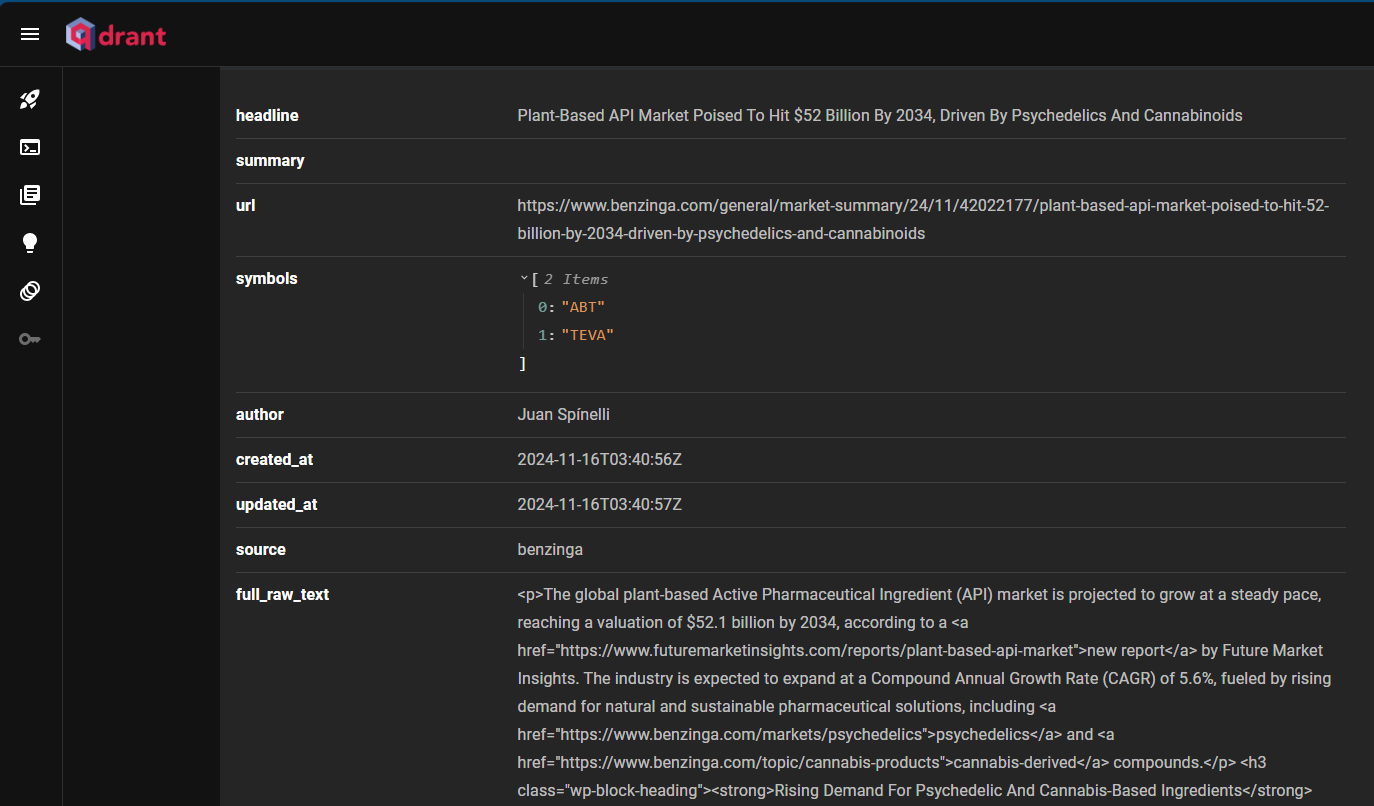 qdrant
headline
Plant-Based API Market Poised To Hit $52 Billion By 2034, Driven By Psychedelics And Cannabinoids
summary
url
https://www.benzinga.com/general/market-summary/24/11/42022177/plant-based-api-market-poised-to-hit-52-
billion-by-2034-driven-by-psychedelics-and-cannabinoids
symbols
[ 2 Items
0: "ABT"
1: "TEVA"
]
author
Juan Spínelli
created_at
2024-11-16T03:40:56Z
updated_at
2024-11-16T03:40:57Z
source
benzinga
full_raw_text
<p>The global plant-based Active Pharmaceutical Ingredient (API) market is projected to grow at a steady pace,
reaching a valuation of $52.1 billion by 2034, according to a <a
href="https://www.futuremarketinsights.com/reports/plant-based-api-market">new report</a> by Future Market
Insights. The industry is expected to expand at a Compound Annual Growth Rate (CAGR) of 5.6%, fueled by rising
demand for natural and sustainable pharmaceutical solutions, including <a
href="https://www.benzinga.com/markets/psychedelics">psychedelics</a> and <a
href="https://www.benzinga.com/topic/cannabis-products">cannabis-derived</a> compounds.</p> <h3
class="wp-block-heading"><strong>Rising Demand For Psychedelic And Cannabis-Based Ingredients</strong>